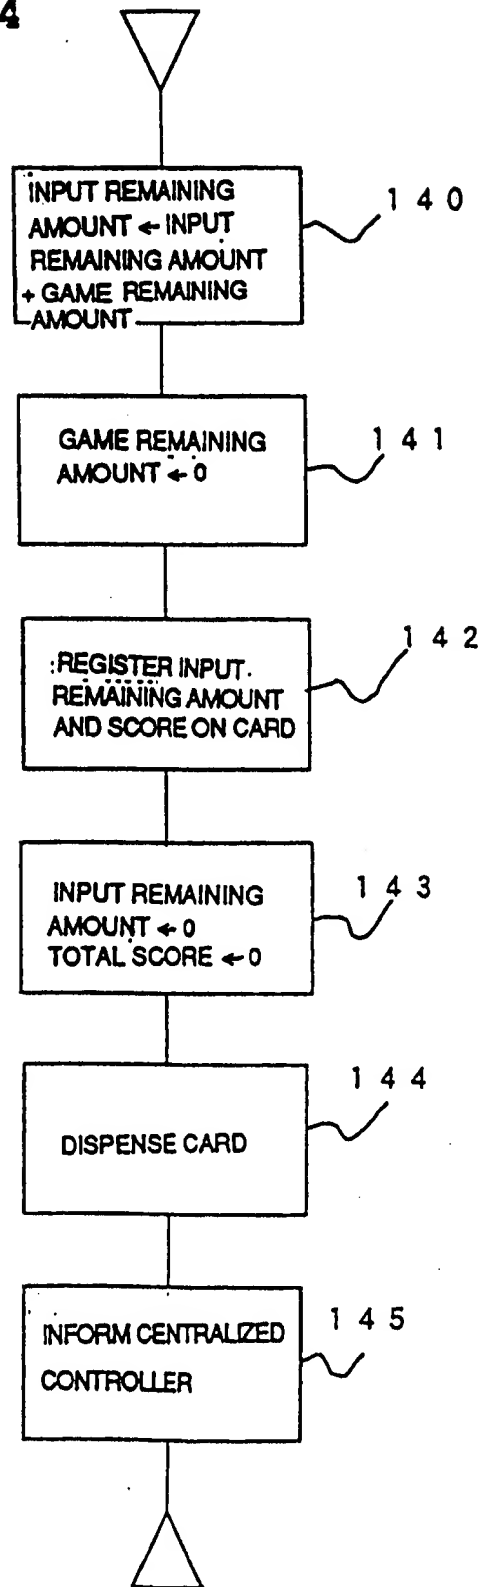 4
INPUT REMAINING
AMOUNT ← INPUT
REMAINING AMOUNT
+ GAME REMAINING
AMOUNT
140
GAME REMAINING
AMOUNT ← 0
141
REGISTER INPUT
REMAINING AMOUNT
AND SCORE ON CARD
142
INPUT REMAINING
AMOUNT ← 0
TOTAL SCORE ← 0
143
DISPENSE CARD
144
INFORM CENTRALIZED
CONTROLLER
145